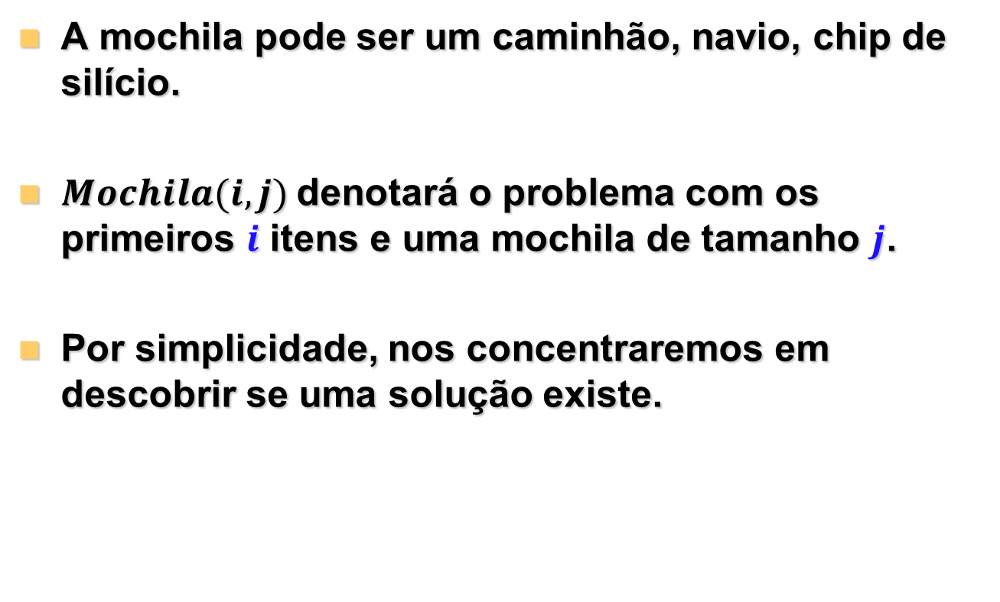 A mochila pode ser um caminhão, navio, chip de
silício.
Mochila(i,j) denotará o problema com os
primeiros i itens e uma mochila de tamanho j.
Por simplicidade, nos concentraremos em
descobrir se uma solução existe.